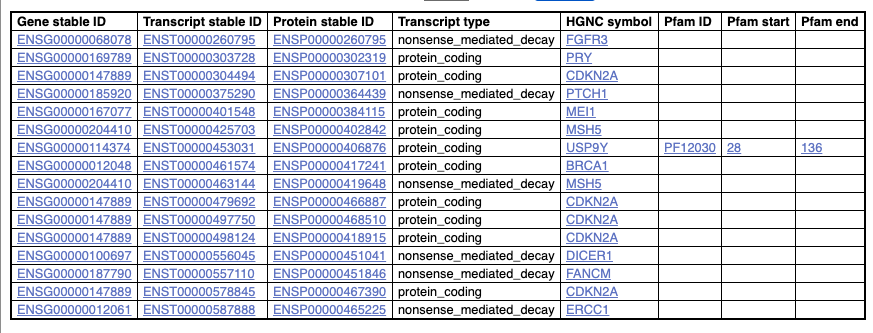 Gene stable ID Transcript stable ID Protein stable ID Transcript type HGNC symbol Pfam ID Pfam start Pfam end
ENSG00000068078 ENST00000260795 ENSP00000260795 nonsense_mediated_decay FGFR3
ENSG00000169789 ENST00000303728 ENSP00000302319 protein_coding PRY
ENSG00000147889 ENST00000304494 ENSP00000307101 protein_coding CDKN2A
ENSG00000185920 ENST00000375290 ENSP00000364439 nonsense_mediated_decay PTCH1
ENSG00000167077 ENST00000401548 ENSP00000384115 protein_coding MEI1
ENSG00000204410 ENST00000425703 ENSP00000402842 protein_coding MSH5
ENSG00000114374 ENST00000453031 ENSP00000406876 protein_coding USP9Y PF12030 28 136
ENSG00000012048 ENST00000461574 ENSP00000417241 protein_coding BRCA1
ENSG00000204410 ENST00000463144 ENSP00000419648 nonsense_mediated_decay MSH5
ENSG00000147889 ENST00000479692 ENSP00000466887 protein_coding CDKN2A
ENSG00000147889 ENST00000497750 ENSP00000468510 protein_coding CDKN2A
ENSG00000147889 ENST00000498124 ENSP00000418915 protein_coding CDKN2A
ENSG00000100697 ENST00000556045 ENSP00000451041 nonsense_mediated_decay DICER1
ENSG00000187790 ENST00000557110 ENSP00000451846 nonsense_mediated_decay FANCM
ENSG00000147889 ENST00000578845 ENSP00000467390 protein_coding CDKN2A
ENSG00000012061 ENST00000587888 ENSP00000465225 nonsense_mediated_decay ERCC1